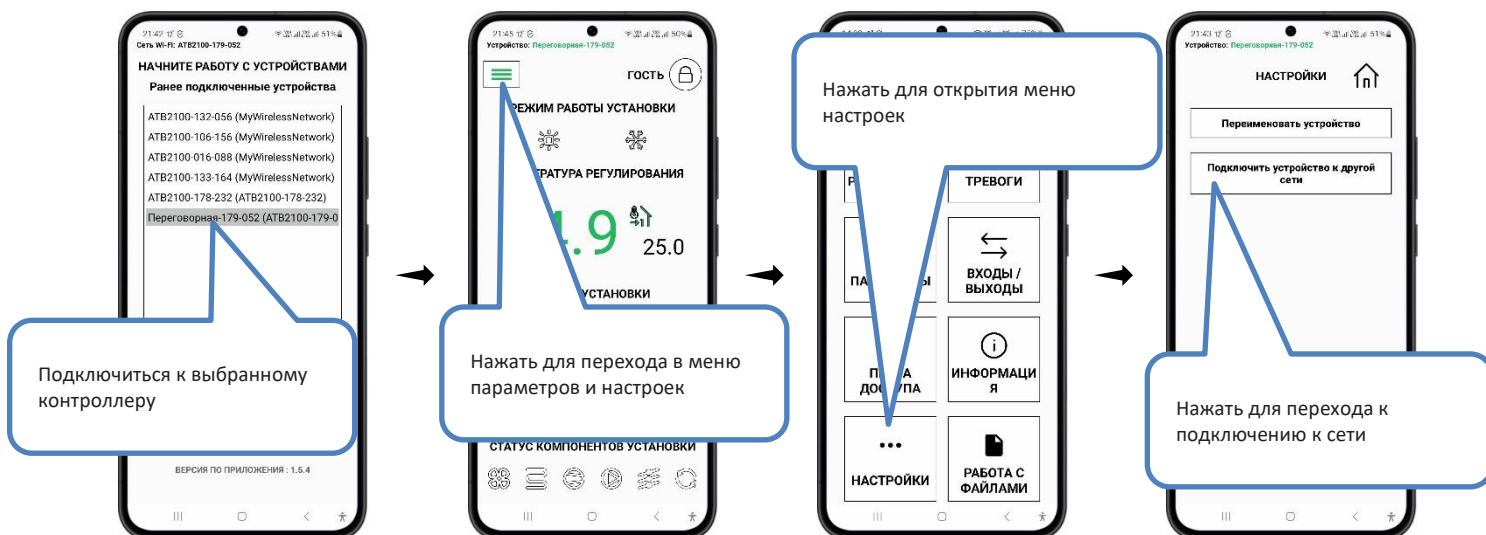 21:42
51%
Сеть Wi-Fi: ATB2100-179-052
НАЧНИТЕ РАБОТУ С УСТРОЙСТВАМИ
Ранее подключенные устройства
ATB2100-132-056 (MyWirelessNetwork)
ATB2100-106-156 (MyWirelessNetwork)
ATB2100-016-088 (MyWirelessNetwork)
ATB2100-133-164 (MyWirelessNetwork)
ATB2100-178-232 (ATB2100-178-232)
Переговорная-179-052 (ATB2100-179-0
Подключиться к выбранному
контроллеру
ВЕРСИЯ ПО ПРИЛОЖЕНИЯ : 1.5.4
21:45
50%
Устройство: Переговорная-179-052
ГОСТЬ
РЕЖИМ РАБОТЫ УСТАНОВКИ
РАТУРА РЕГУЛИРОВАНИЯ
4.9
25.0
УСТАНОВКИ
Нажать для перехода в меню
параметров и настроек
СТАТУС КОМПОНЕНТОВ УСТАНОВКИ
Нажать для открытия меню
настроек
ТРЕВОГИ
ВХОДЫ /
ВЫХОДЫ
ИНФОРМАЦИ
Я
НАСТРОЙКИ
РАБОТА С
ФАЙЛАМИ
21:43
51%
Устройство: Переговорная-179-052
НАСТРОЙКИ
Переименовать устройство
Подключить устройство к другой
сети
Нажать для перехода к
подключению к сети